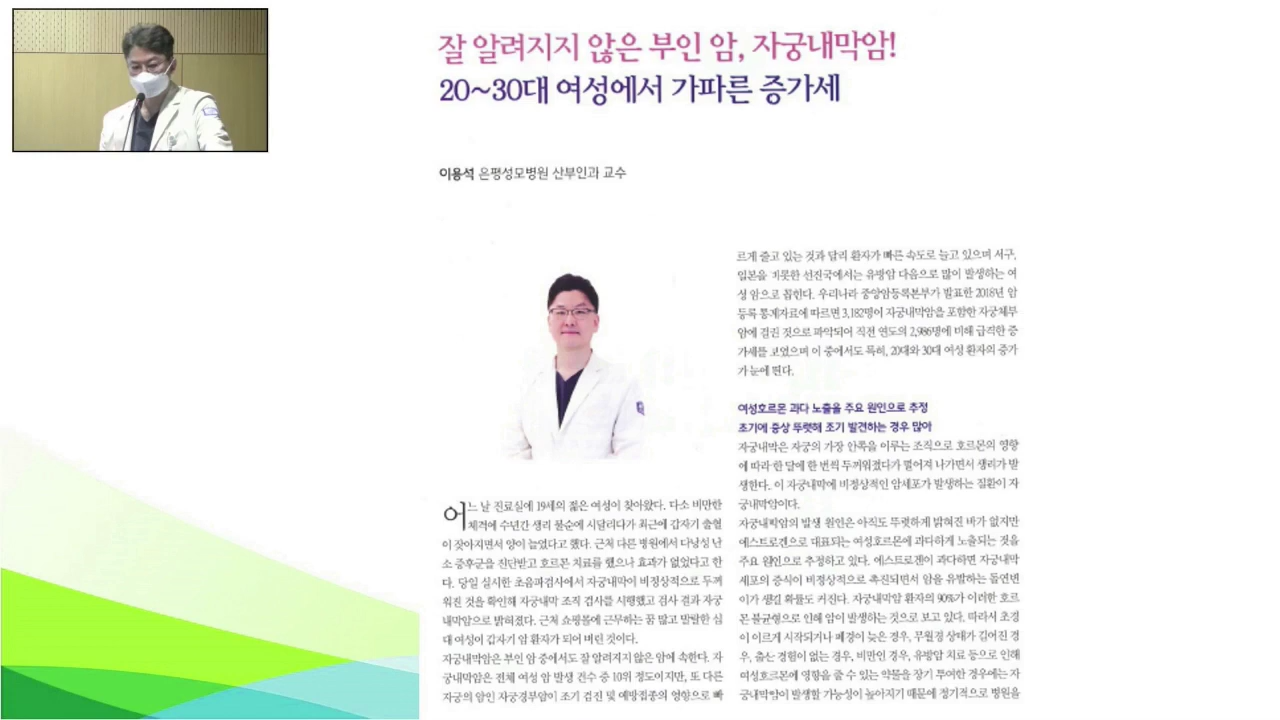 잘 알려지지 않은 부인 암, 자궁내막암!
20~30대 여성에서 가파른 증가세
이용석 은평성모병원 산부인과 교수
어느 날 진료실에 19세의 젊은 여성이 찾아왔다. 다소 비만한
체격에 수년간 생리 불순에 시달리다가 최근에 갑자기 출혈
이 잦아지면서 양이 늘었다고 했다. 근처 다른 병원에서 다낭성 난
소 증후군을 진단받고 호르몬 치료를 했으나 효과가 없었다고 한
다. 당일 실시한 초음파검사에서 자궁내막이 비정상적으로 두꺼
워진 것을 확인해 자궁내막 조직 검사를 시행했고 검사 결과 자궁
내막암으로 밝혀졌다. 근처 쇼핑몰에 근무하는 꿈 많고 발랄한 십
대 여성이 갑자기 암 환자가 되어 버린 것이다.
자궁내막암은 부인 암 중에서도 잘 알려지지 않은 암에 속한다. 자
궁내막암은 전체 여성 암 발생 건수 중 10위 정도이지만, 또 다른
자궁의 암인 자궁경부암이 조기 검진 및 예방접종의 영향으로 빠
르게 줄고 있는 것과 달리 환자가 빠른 속도로 늘고 있으며 서구,
일본을 비롯한 선진국에서는 유방암 다음으로 많이 발생하는 여
성 암으로 꼽힌다. 우리나라 중앙암등록본부가 발표한 2018년 암
등록 통계자료에 따르면 3,182명이 자궁내막암을 포함한 자궁체부
암에 걸린 것으로 파악되어 직전 연도의 2,986명에 비해 급격한 증
가세를 보였으며 이 중에서도 특히, 20대와 30대 여성 환자의 증가
가 눈에 띈다.
여성호르몬 과다 노출을 주요 원인으로 추정
초기에 증상 뚜렷해 조기 발견하는 경우 많아
자궁내막은 자궁의 가장 안쪽을 이루는 조직으로 호르몬의 영향
에 따라 한 달에 한 번씩 두꺼워졌다가 떨어져 나가면서 생리가 발
생한다. 이 자궁내막에 비정상적인 암세포가 발생하는 질환이 자
궁내막암이다.
자궁내막암의 발생 원인은 아직도 뚜렷하게 밝혀진 바가 없지만
에스트로겐으로 대표되는 여성호르몬에 과다하게 노출되는 것을
주요 원인으로 추정하고 있다. 에스트로겐이 과다하면 자궁내막
세포의 증식이 비정상적으로 촉진되면서 암을 유발하는 돌연변
이가 생길 확률도 커진다. 자궁내막암 환자의 90%가 이러한 호르
몬 불균형으로 인해 암이 발생하는 것으로 보고 있다. 따라서 초경
이 이르게 시작되거나 폐경이 늦은 경우, 무월경 상태가 길어진 경
우, 출산 경험이 없는 경우, 비만인 경우, 유방암 치료 등으로 인해
여성호르몬에 영향을 줄 수 있는 약물을 장기 투여한 경우에는 자
궁내막암이 발생할 가능성이 높아지기 때문에 정기적으로 병원을